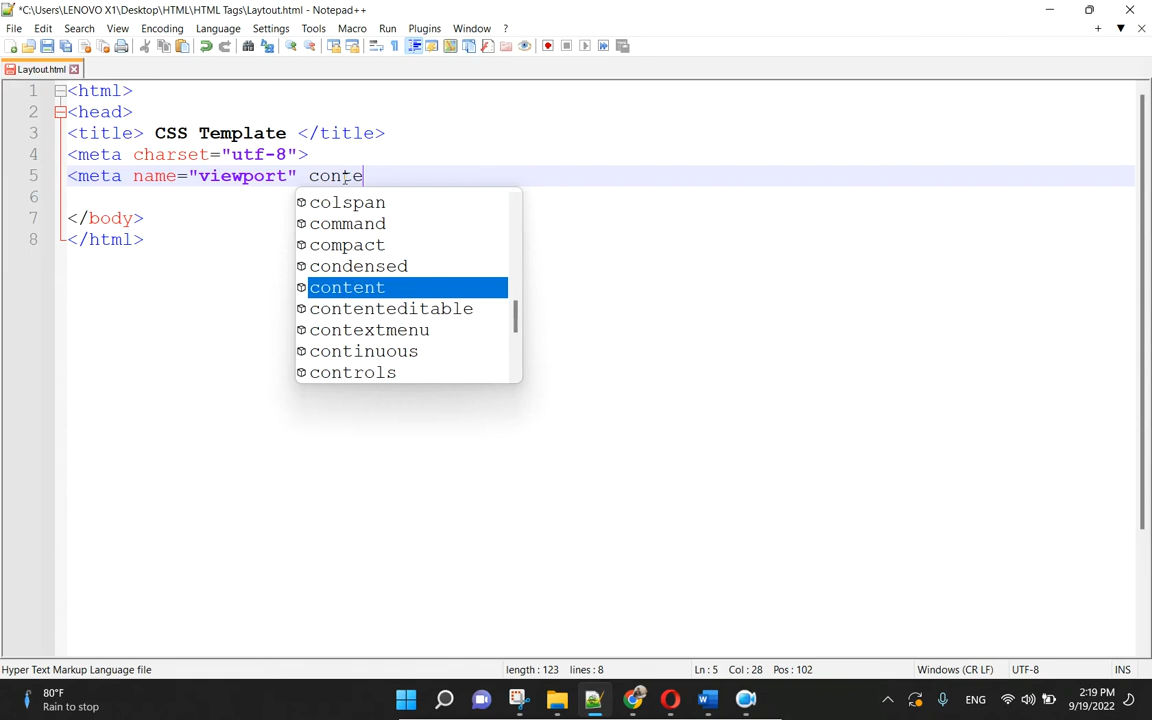 *C:\Users\LENOVO X1\Desktop\HTML\HTML Tags\Laytout.html - Notepad++
File Edit Search View Encoding Language Settings Tools Macro Run Plugins Window ?
+ ▼ ✕
Laytout.html
1 <html>
2 <head>
3 <title> CSS Template </title>
4 <meta charset="utf-8">
5 <meta name="viewport" conte
6
7 </body>
8 </html>
colspan
command
compact
condensed
content
contenteditable
contextmenu
continuous
controls
Hyper Text Markup Language file length : 123 lines : 8 Ln : 5 Col : 28 Pos : 102 Windows (CR LF) UTF-8 INS
80°F
Rain to stop
ENG
2:19 PM
9/19/2022